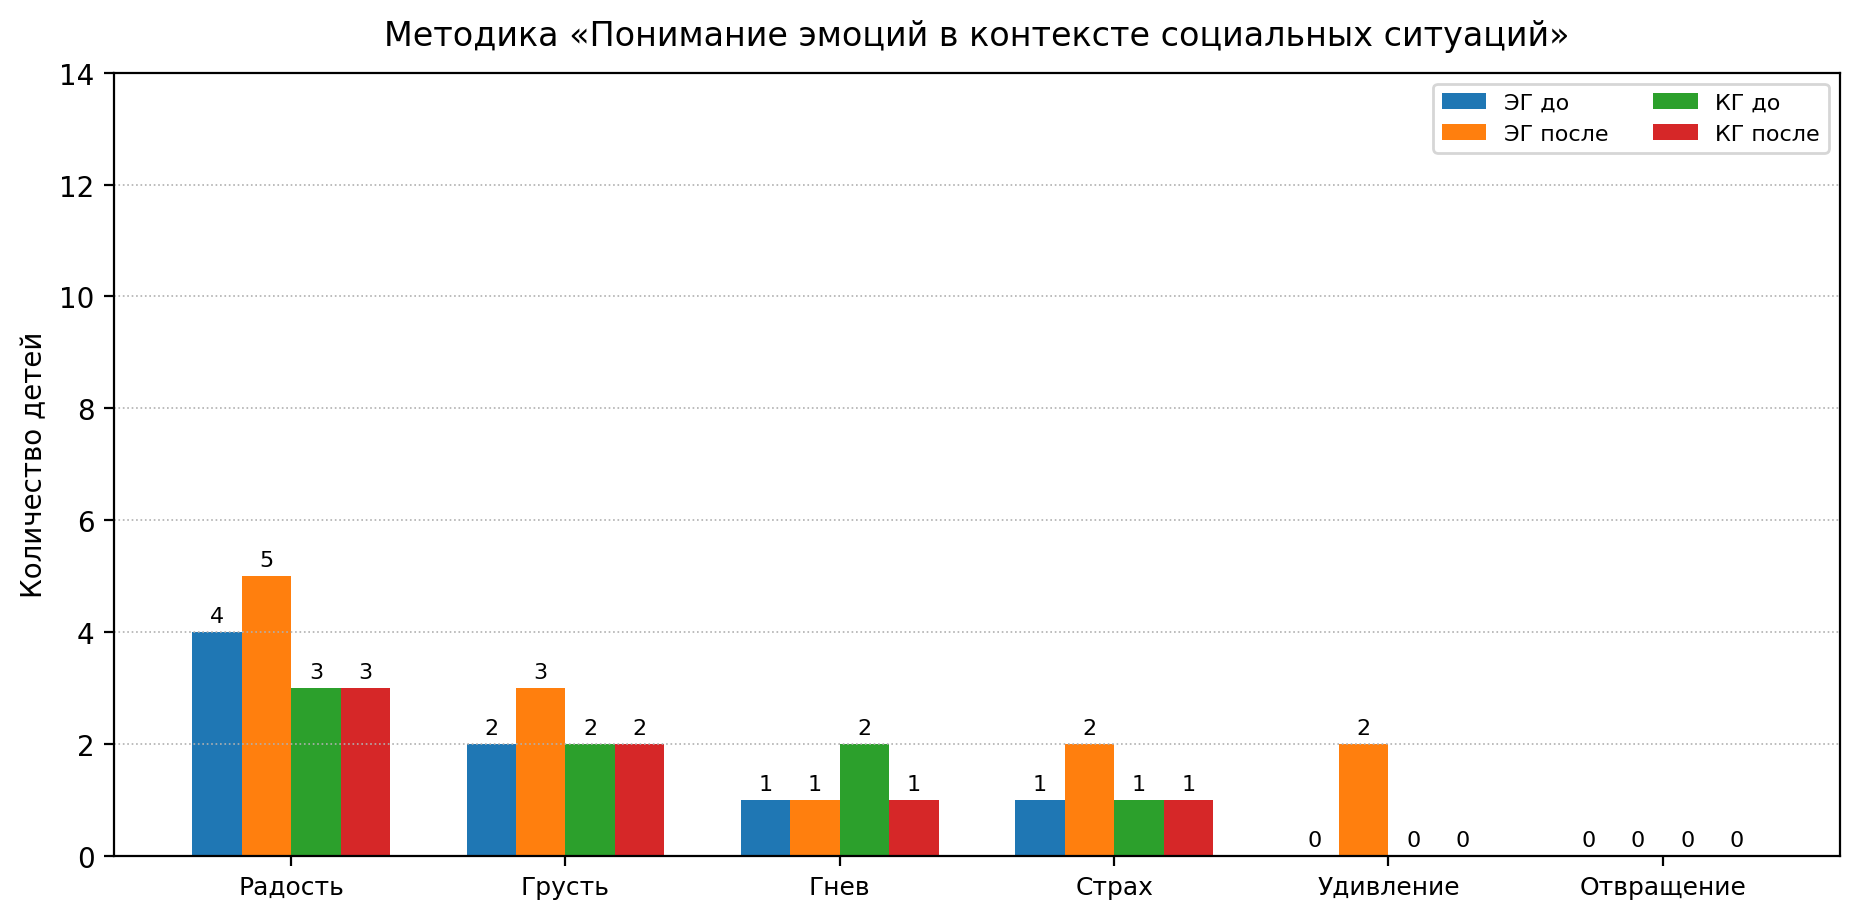 Методика «Понимание эмоций в контексте социальных ситуаций»
ЭГ до
ЭГ после
КГ до
КГ после
Количество детей
14
12
10
8
6
4
2
0
4 5 3 3
2 3 2 2
1 1 2 1
1 2 1 1
0 2 0 0
0 0 0 0
Радость Грусть Гнев Страх Удивление Отвращение